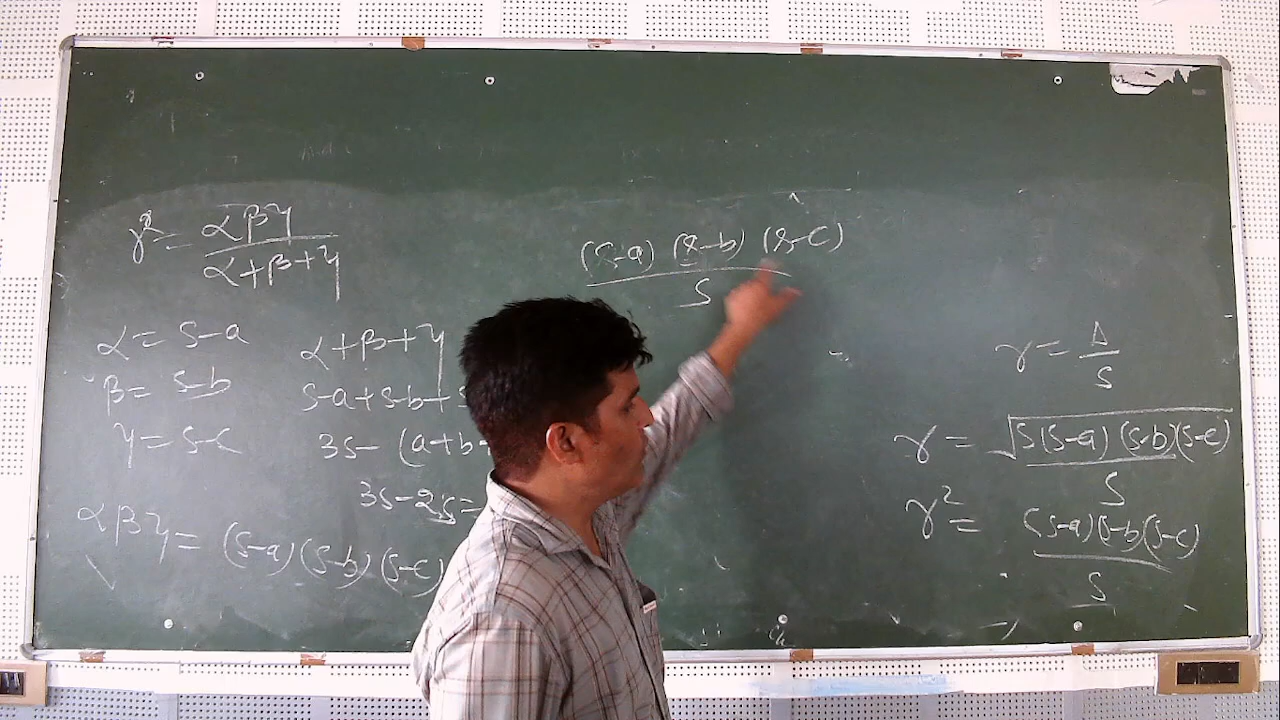 r² = αβγ / α+β+γ
(s-a) (s-b) (s-c) / s
α = s-a
β = s-b
γ = s-c
α+β+γ
s-a+s-b+s
3s- (a+b
3s-2s=
αβγ = (s-a)(s-b)(s-c)
r = Δ / s
r = √s(s-a)(s-b)(s-c) / s
r² = (s-a)(s-b)(s-c) / s